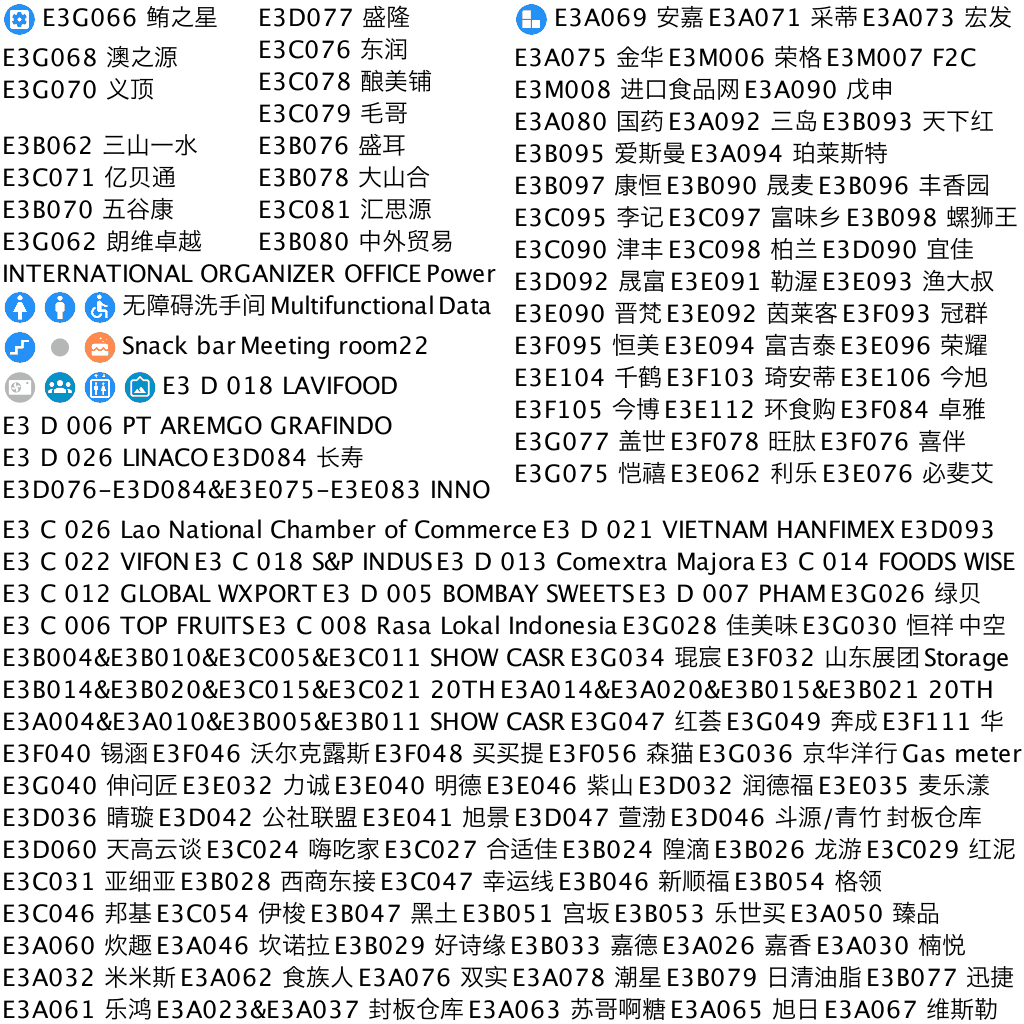 E3G066 鲔之星
E3G068 澳之源
E3G070 义顶
E3B062 三山一水
E3C071 亿贝通
E3B070 五谷康
E3G062 朗维卓越
E3D077 盛隆
E3C076 东润
E3C078 酿美铺
E3C079 毛哥
E3B076 盛耳
E3B078 大山合
E3C081 汇思源
E3B080 中外贸易
INTERNATIONAL ORGANIZER OFFICE Power
无障碍洗手间 Multifunctional Data
Snack bar Meeting room22
E3 D 018 LAVIFOOD
E3 D 006 PT AREMGO GRAFINDO
E3 D 026 LINACO E3D084 长寿
E3D076-E3D084&E3E075-E3E083 INNO
E3A069 安嘉 E3A071 采蒂 E3A073 宏发
E3A075 金华 E3M006 荣格 E3M007 F2C
E3M008 进口食品网 E3A090 戊申
E3A080 国药 E3A092 三岛 E3B093 天下红
E3B095 爱斯曼 E3A094 珀莱斯特
E3B097 康恒 E3B090 晟麦 E3B096 丰香园
E3C095 李记 E3C097 富味乡 E3B098 螺狮王
E3C090 津丰 E3C098 柏兰 E3D090 宜佳
E3D092 晟富 E3E091 勒渥 E3E093 渔大叔
E3E090 晋梵 E3E092 茵莱客 E3F093 冠群
E3F095 恒美 E3E094 富吉泰 E3E096 荣耀
E3E104 千鹤 E3F103 琦安蒂 E3E106 今旭
E3F105 今博 E3E112 环食购 E3F084 卓雅
E3G077 盖世 E3F078 旺肽 E3F076 喜伴
E3G075 恺禧 E3E062 利乐 E3E076 必斐艾
E3 C 026 Lao National Chamber of Commerce E3 D 021 VIETNAM HANFIMEX E3D093
E3 C 022 VIFON E3 C 018 S&P INDUS E3 D 013 Comextra Majora E3 C 014 FOODS WISE
E3 C 012 GLOBAL WXPORT E3 D 005 BOMBAY SWEETS E3 D 007 PHAM E3G026 绿贝
E3 C 006 TOP FRUITS E3 C 008 Rasa Lokal Indonesia E3G028 佳美味 E3G030 恒祥 中空
E3B004&E3B010&E3C005&E3C011 SHOW CASR E3G034 琨宸 E3F032 山东展团 Storage
E3B014&E3B020&E3C015&E3C021 20TH E3A014&E3A020&E3B015&E3B021 20TH
E3A004&E3A010&E3B005&E3B011 SHOW CASR E3G047 红荟 E3G049 奔成 E3F111 华
E3F040 锡涵 E3F046 沃尔克露斯 E3F048 买买提 E3F056 森猫 E3G036 京华洋行 Gas meter
E3G040 伸问匠 E3E032 力诚 E3E040 明德 E3E046 紫山 E3D032 润德福 E3E035 麦乐漾
E3D036 晴璇 E3D042 公社联盟 E3E041 旭景 E3D047 萱渤 E3D046 斗源/青竹 封板仓库
E3D060 天高云谈 E3C024 嗨吃家 E3C027 合适佳 E3B024 隍滴 E3B026 龙游 E3C029 红泥
E3C031 亚细亚 E3B028 西商东接 E3C047 幸运线 E3B046 新顺福 E3B054 格领
E3C046 邦基 E3C054 伊梭 E3B047 黑土 E3B051 宫坂 E3B053 乐世买 E3A050 臻品
E3A060 炊趣 E3A046 坎诺拉 E3B029 好诗缘 E3B033 嘉德 E3A026 嘉香 E3A030 楠悦
E3A032 米米斯 E3A062 食族人 E3A076 双实 E3A078 潮星 E3B079 日清油脂 E3B077 迅捷
E3A061 乐鸿 E3A023&E3A037 封板仓库 E3A063 苏哥啊糖 E3A065 旭日 E3A067 维斯勒